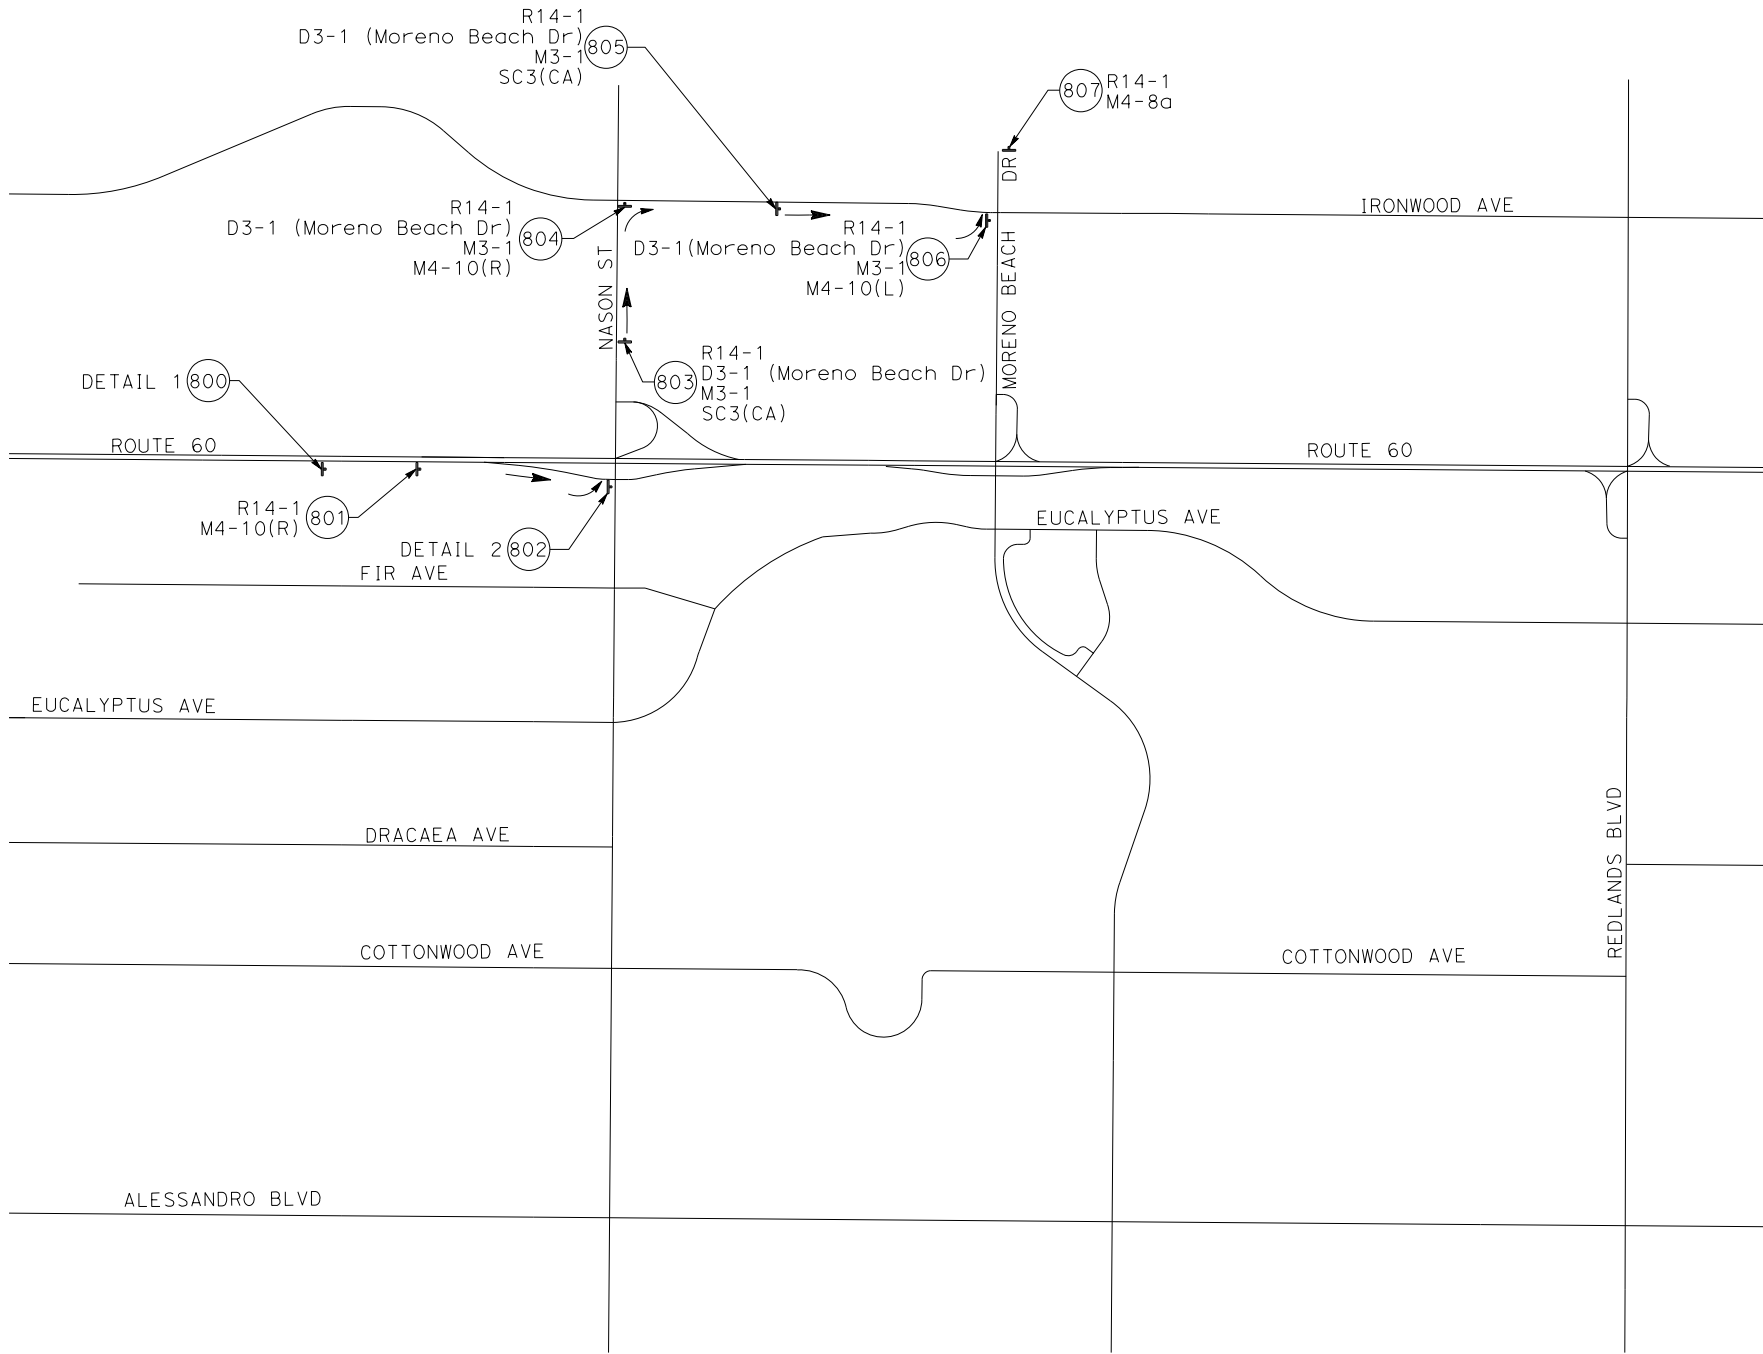 R14-1
D3-1 (Moreno Beach Dr)
M3-1
SC3(CA)
805
807
R14-1
M4-8a
R14-1
D3-1 (Moreno Beach Dr)
M3-1
M4-10(R)
804
R14-1
D3-1(Moreno Beach Dr)
M3-1
M4-10(L)
806
MORENO BEACH DR
IRONWOOD AVE
NASON ST
803
R14-1
D3-1 (Moreno Beach Dr)
M3-1
SC3(CA)
DETAIL 1
800
ROUTE 60
ROUTE 60
R14-1
M4-10(R)
801
DETAIL 2
802
EUCALYPTUS AVE
FIR AVE
EUCALYPTUS AVE
DRACAEA AVE
REDLANDS BLVD
COTTONWOOD AVE
COTTONWOOD AVE
ALESSANDRO BLVD